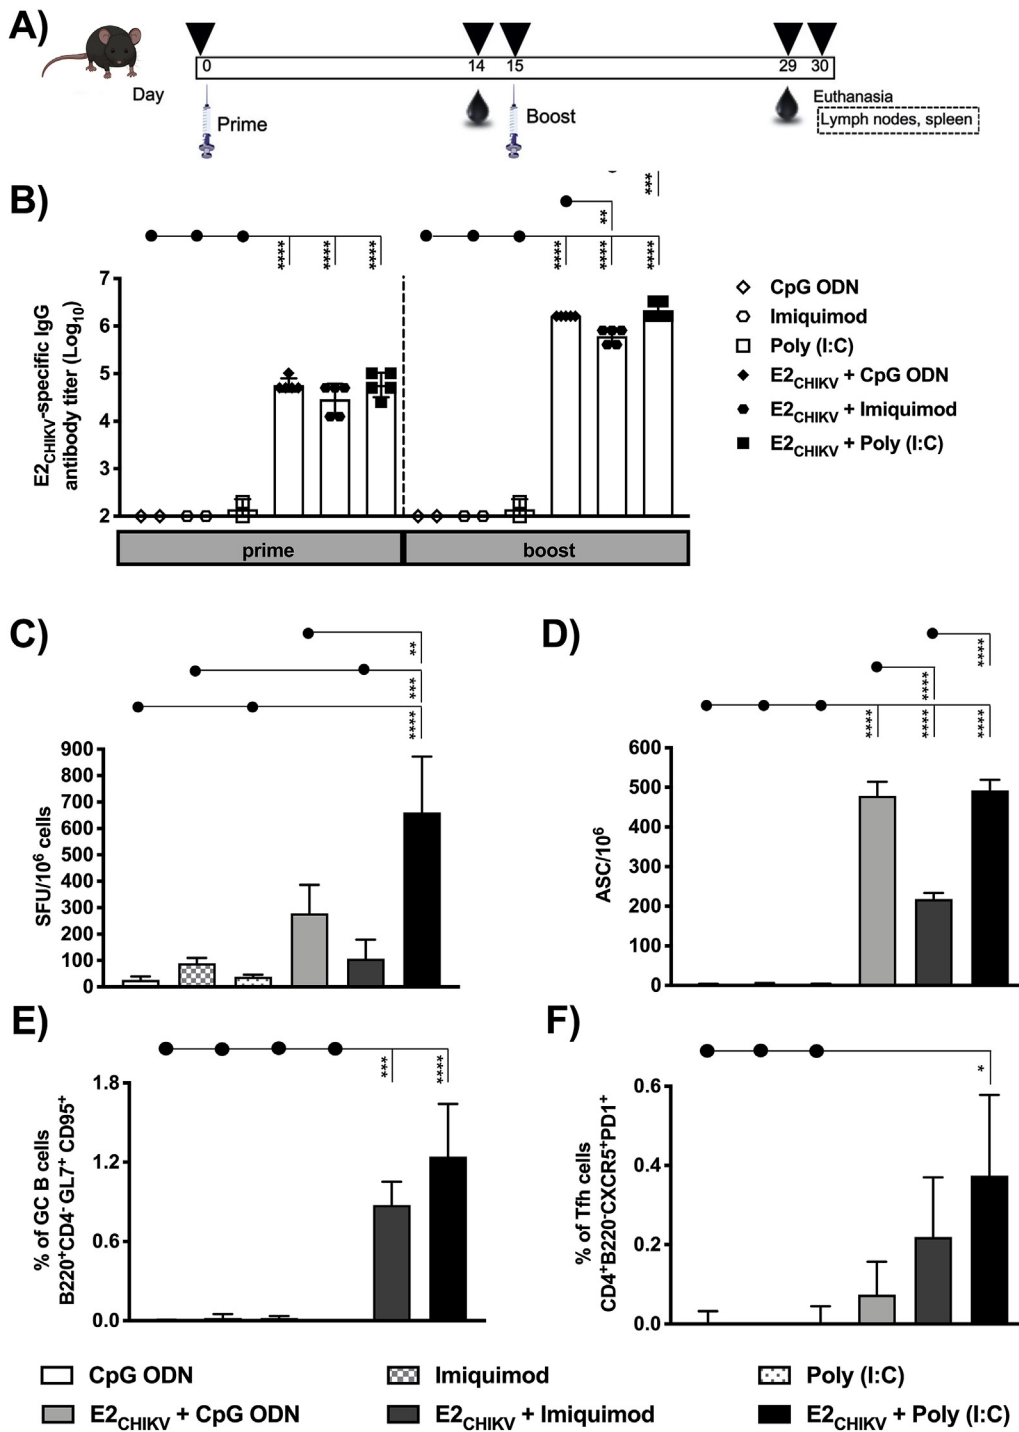 A)
0 14 15 29 30
Day
Prime
Boost
Euthanasia
Lymph nodes, spleen
B)
***
**
**** **** **** **** **** ****
E2CHIKV-specific IgG
antibody titer (Log10)
7
6
5
4
3
2
prime boost
CpG ODN
Imiquimod
Poly (I:C)
E2CHIKV + CpG ODN
E2CHIKV + Imiquimod
E2CHIKV + Poly (I:C)
C)
**
***
****
SFU/10⁶ cells
900
800
700
600
500
400
300
200
100
0
D)
****
****
**** **** ****
ASC/10⁶
600
500
400
300
200
100
0
E)
*** ****
% of GC B cells
B220⁺CD4⁻GL7⁺ CD95⁺
1.8
1.2
0.6
0.0
F)
*
% of Tfh cells
CD4⁺B220⁻CXCR5⁺PD1⁺
0.6
0.4
0.2
0.0
CpG ODN Imiquimod Poly (I:C)
E2CHIKV + CpG ODN E2CHIKV + Imiquimod E2CHIKV + Poly (I:C)